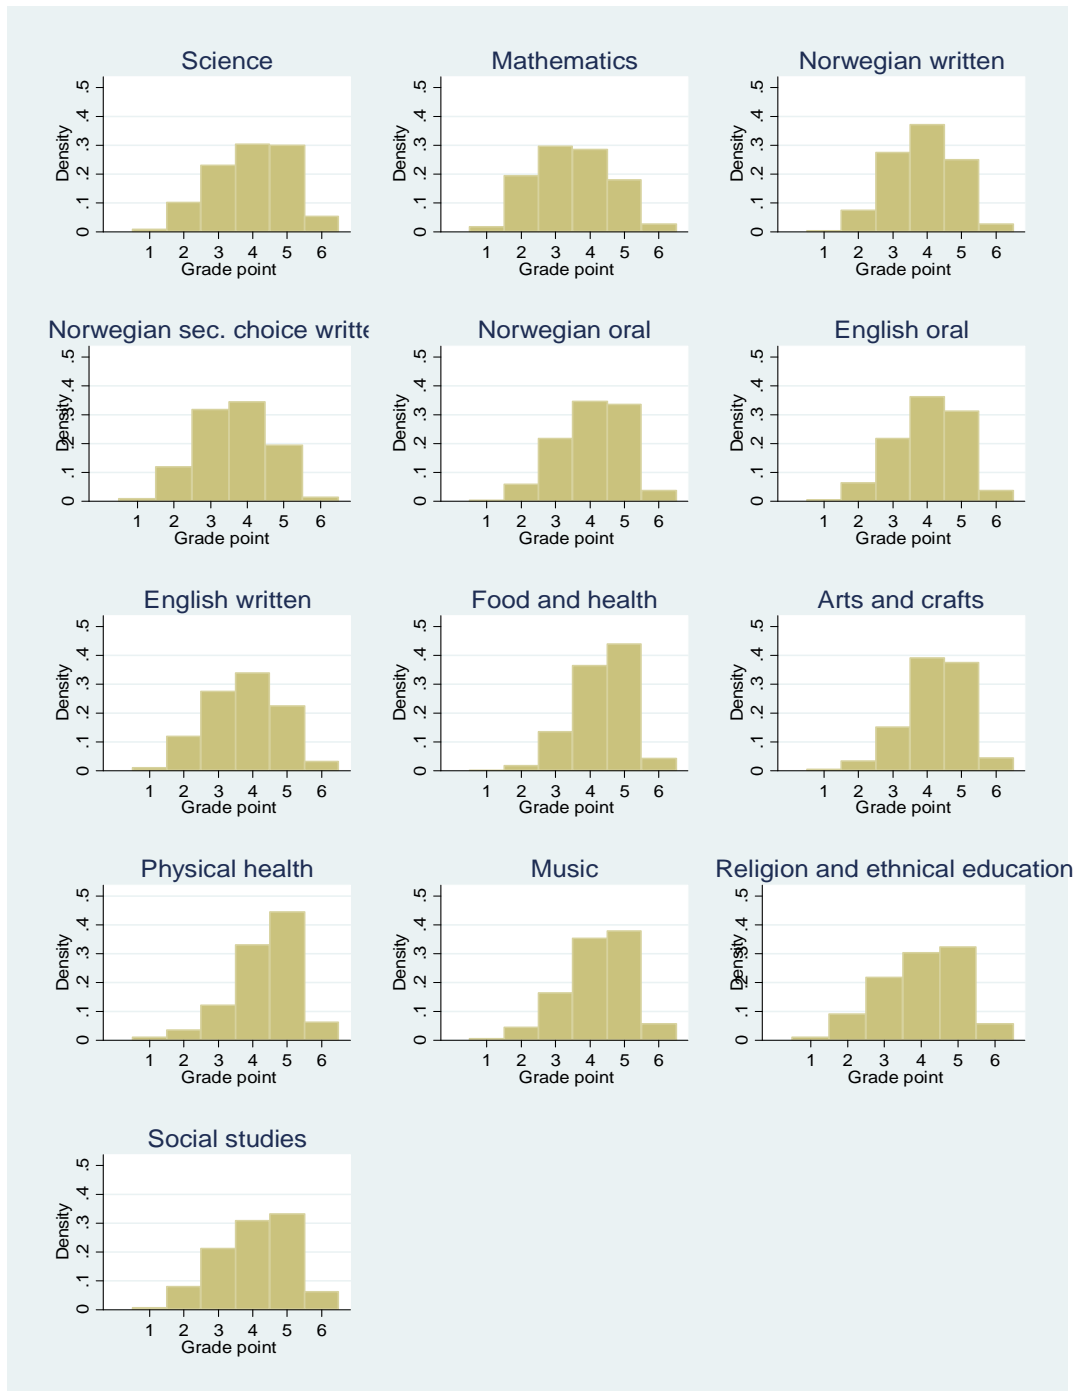 Science
.5
.4
.3
.2
.1
0
Density
1 2 3 4 5 6
Grade point
Mathematics
.5
.4
.3
.2
.1
0
Density
1 2 3 4 5 6
Grade point
Norwegian written
.5
.4
.3
.2
.1
0
Density
1 2 3 4 5 6
Grade point
Norwegian sec. choice writte
.5
.4
.3
.2
.1
0
Density
1 2 3 4 5 6
Grade point
Norwegian oral
.5
.4
.3
.2
.1
0
Density
1 2 3 4 5 6
Grade point
English oral
.5
.4
.3
.2
.1
0
Density
1 2 3 4 5 6
Grade point
English written
.5
.4
.3
.2
.1
0
Density
1 2 3 4 5 6
Grade point
Food and health
.5
.4
.3
.2
.1
0
Density
1 2 3 4 5 6
Grade point
Arts and crafts
.5
.4
.3
.2
.1
0
Density
1 2 3 4 5 6
Grade point
Physical health
.5
.4
.3
.2
.1
0
Density
1 2 3 4 5 6
Grade point
Music
.5
.4
.3
.2
.1
0
Density
1 2 3 4 5 6
Grade point
Religion and ethnical education
.5
.4
.3
.2
.1
0
Density
1 2 3 4 5 6
Grade point
Social studies
.5
.4
.3
.2
.1
0
Density
1 2 3 4 5 6
Grade point